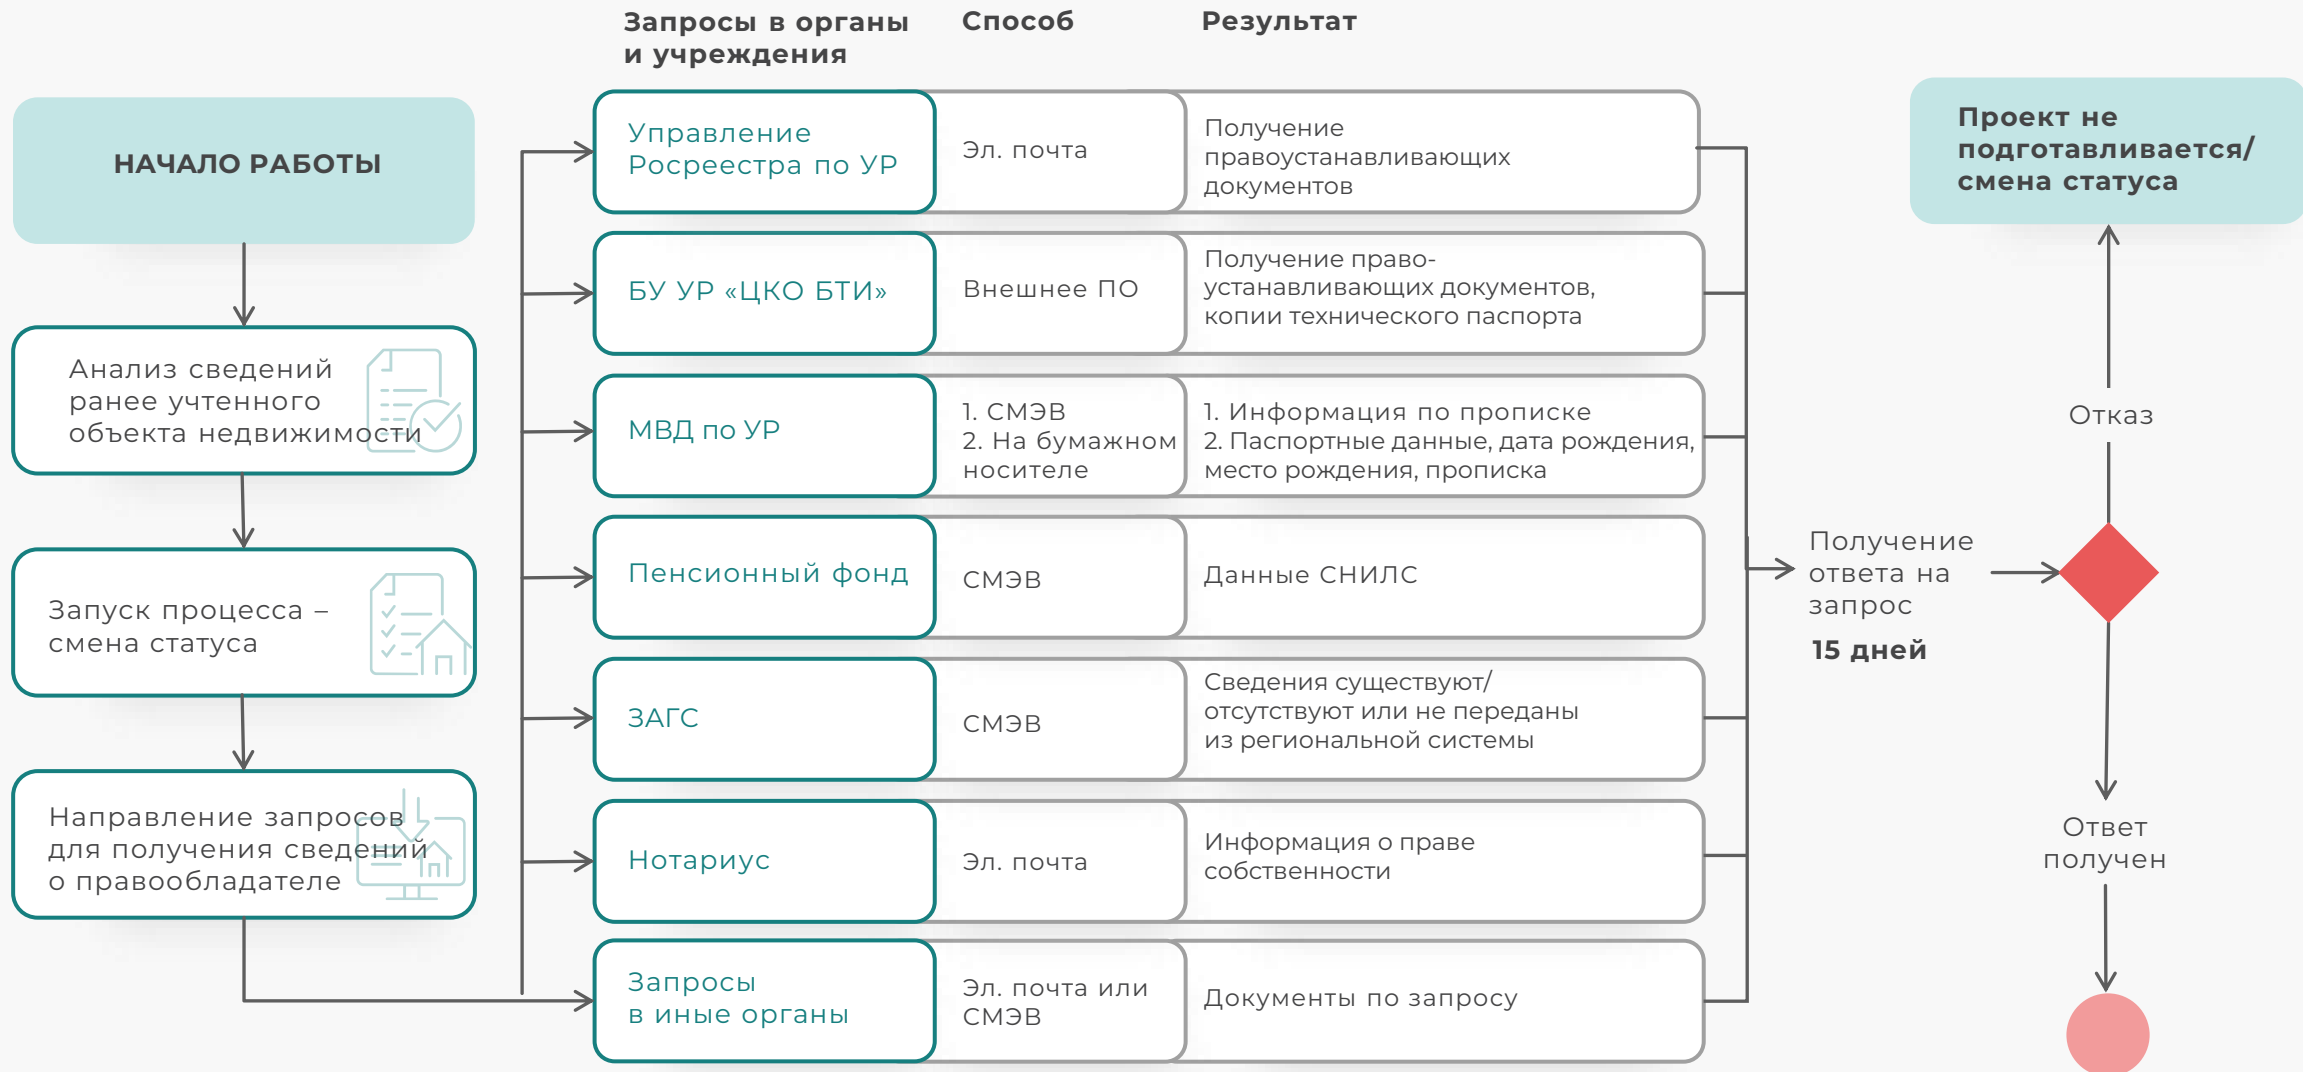 Запросы в органы
и учреждения
Способ
Результат
НАЧАЛО РАБОТЫ
Анализ сведений
ранее учтенного
объекта недвижимости
Запуск процесса –
смена статуса
Направление запросов
для получения сведений
о правообладателе
Управление
Росреестра по УР
Эл. почта
Получение
правоустанавливающих
документов
БУ УР «ЦКО БТИ»
Внешнее ПО
Получение право-
устанавливающих документов,
копии технического паспорта
МВД по УР
1. СМЭВ
2. На бумажном
носителе
1. Информация по прописке
2. Паспортные данные, дата рождения,
место рождения, прописка
Пенсионный фонд
СМЭВ
Данные СНИЛС
ЗАГС
СМЭВ
Сведения существуют/
отсутствуют или не переданы
из региональной системы
Нотариус
Эл. почта
Информация о праве
собственности
Запросы
в иные органы
Эл. почта или
СМЭВ
Документы по запросу
Получение
ответа на
запрос
15 дней
Проект не
подготавливается/
смена статуса
Отказ
Ответ
получен